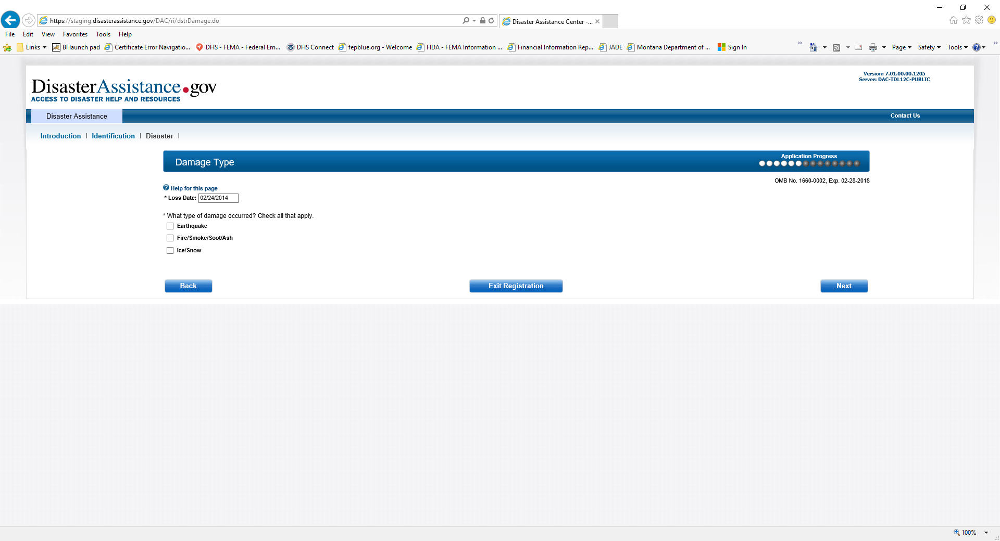 https://staging.disasterassistance.gov/DAC/ri/dstrDamage.do
Disaster Assistance Center -...
File Edit View Favorites Tools Help
Links BI launch pad Certificate Error Navigatio... DHS - FEMA - Federal Em... DHS Connect fepblue.org - Welcome FIDA - FEMA Information ... Financial Information Rep... JADE Montana Department of ... Sign In » Page Safety Tools »
Version: 7.01.00.00.1205
Server: DAC-TDL12C-PUBLIC
DisasterAssistance.gov
ACCESS TO DISASTER HELP AND RESOURCES
Disaster Assistance Contact Us
Introduction | Identification | Disaster |
Damage Type
Application Progress
OMB No. 1660-0002, Exp. 02-28-2018
Help for this page
* Loss Date: 02/24/2014
* What type of damage occurred? Check all that apply.
Earthquake
Fire/Smoke/Soot/Ash
Ice/Snow
Back Exit Registration Next
100%